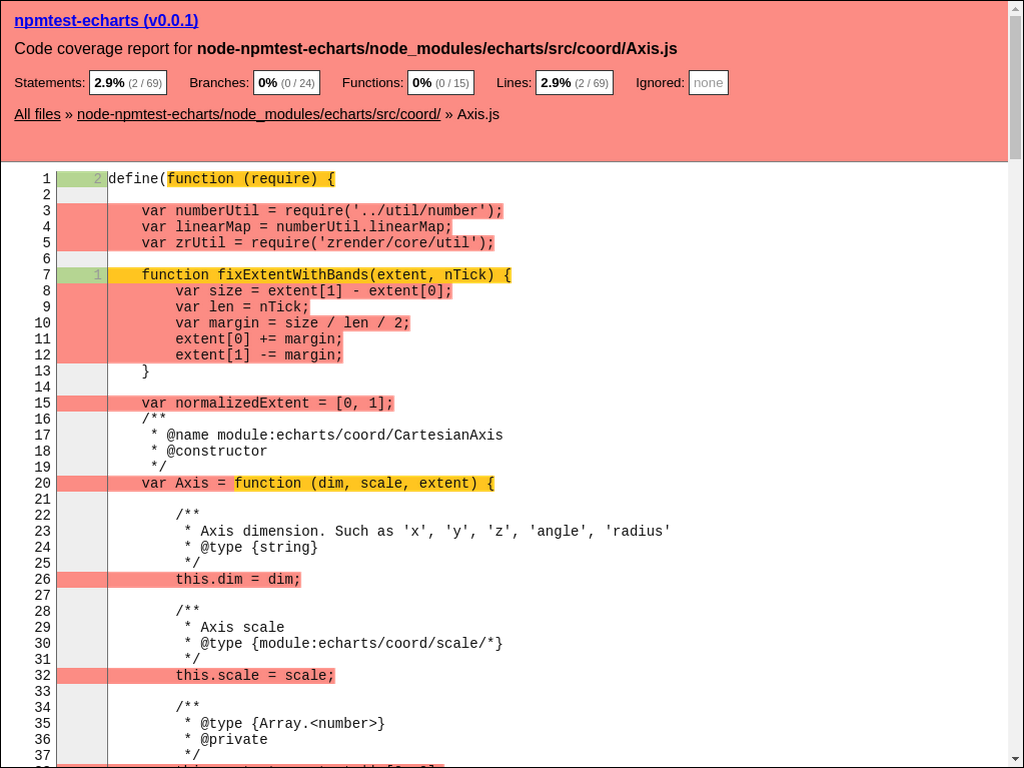 npmtest-echarts (v0.0.1)
Code coverage report for node-npmtest-echarts/node_modules/echarts/src/coord/Axis.js
Statements: 2.9% (2 / 69) Branches: 0% (0 / 24) Functions: 0% (0 / 15) Lines: 2.9% (2 / 69) Ignored: none
All files » node-npmtest-echarts/node_modules/echarts/src/coord/ » Axis.js
1 2 define(function (require) {
2
3     var numberUtil = require('../util/number');
4     var linearMap = numberUtil.linearMap;
5     var zrUtil = require('zrender/core/util');
6
7 1     function fixExtentWithBands(extent, nTick) {
8         var size = extent[1] - extent[0];
9         var len = nTick;
10         var margin = size / len / 2;
11         extent[0] += margin;
12         extent[1] -= margin;
13     }
14
15     var normalizedExtent = [0, 1];
16     /**
17      * @name module:echarts/coord/CartesianAxis
18      * @constructor
19      */
20     var Axis = function (dim, scale, extent) {
21
22         /**
23          * Axis dimension. Such as 'x', 'y', 'z', 'angle', 'radius'
24          * @type {string}
25          */
26         this.dim = dim;
27
28         /**
29          * Axis scale
30          * @type {module:echarts/coord/scale/*}
31          */
32         this.scale = scale;
33
34         /**
35          * @type {Array.<number>}
36          * @private
37          */